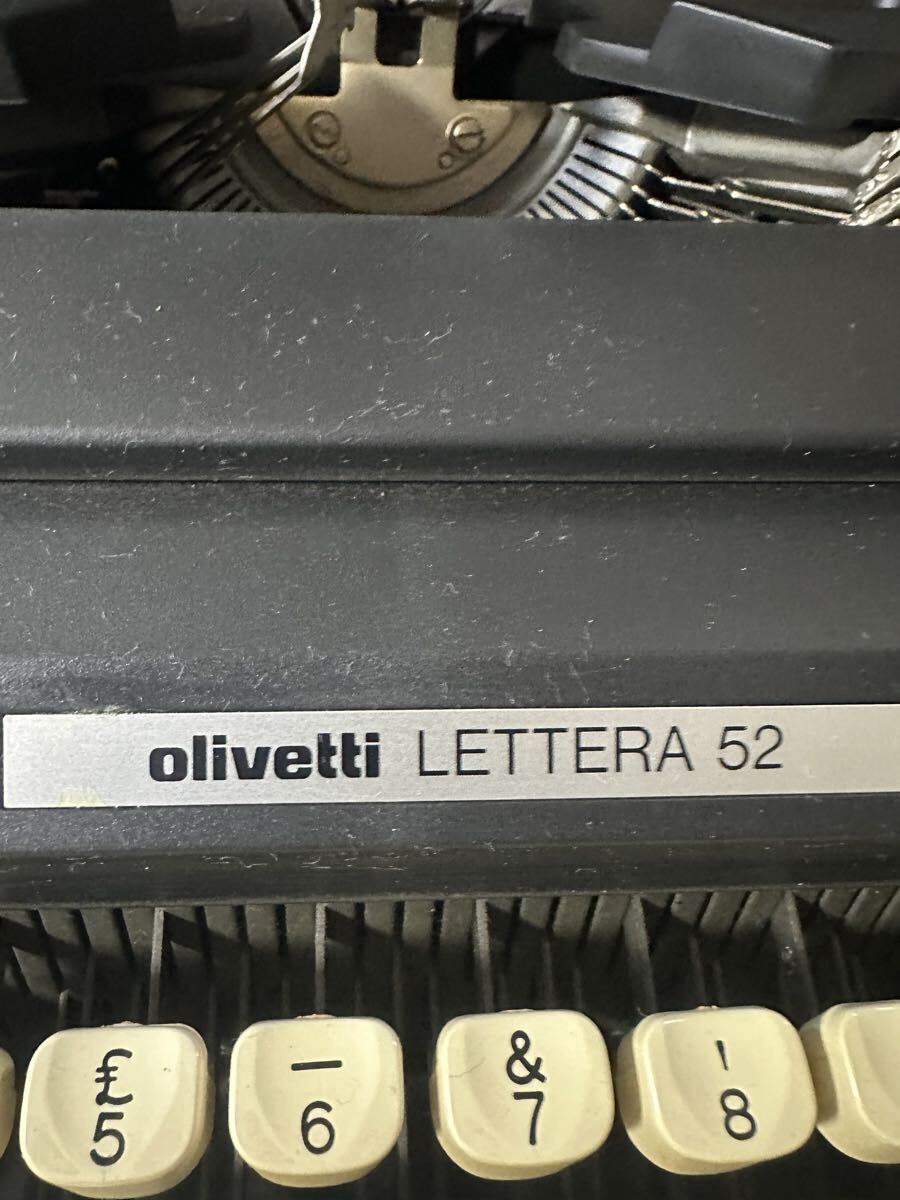 olivetti LETTERA 52
£ _ & '
5 6 7 8